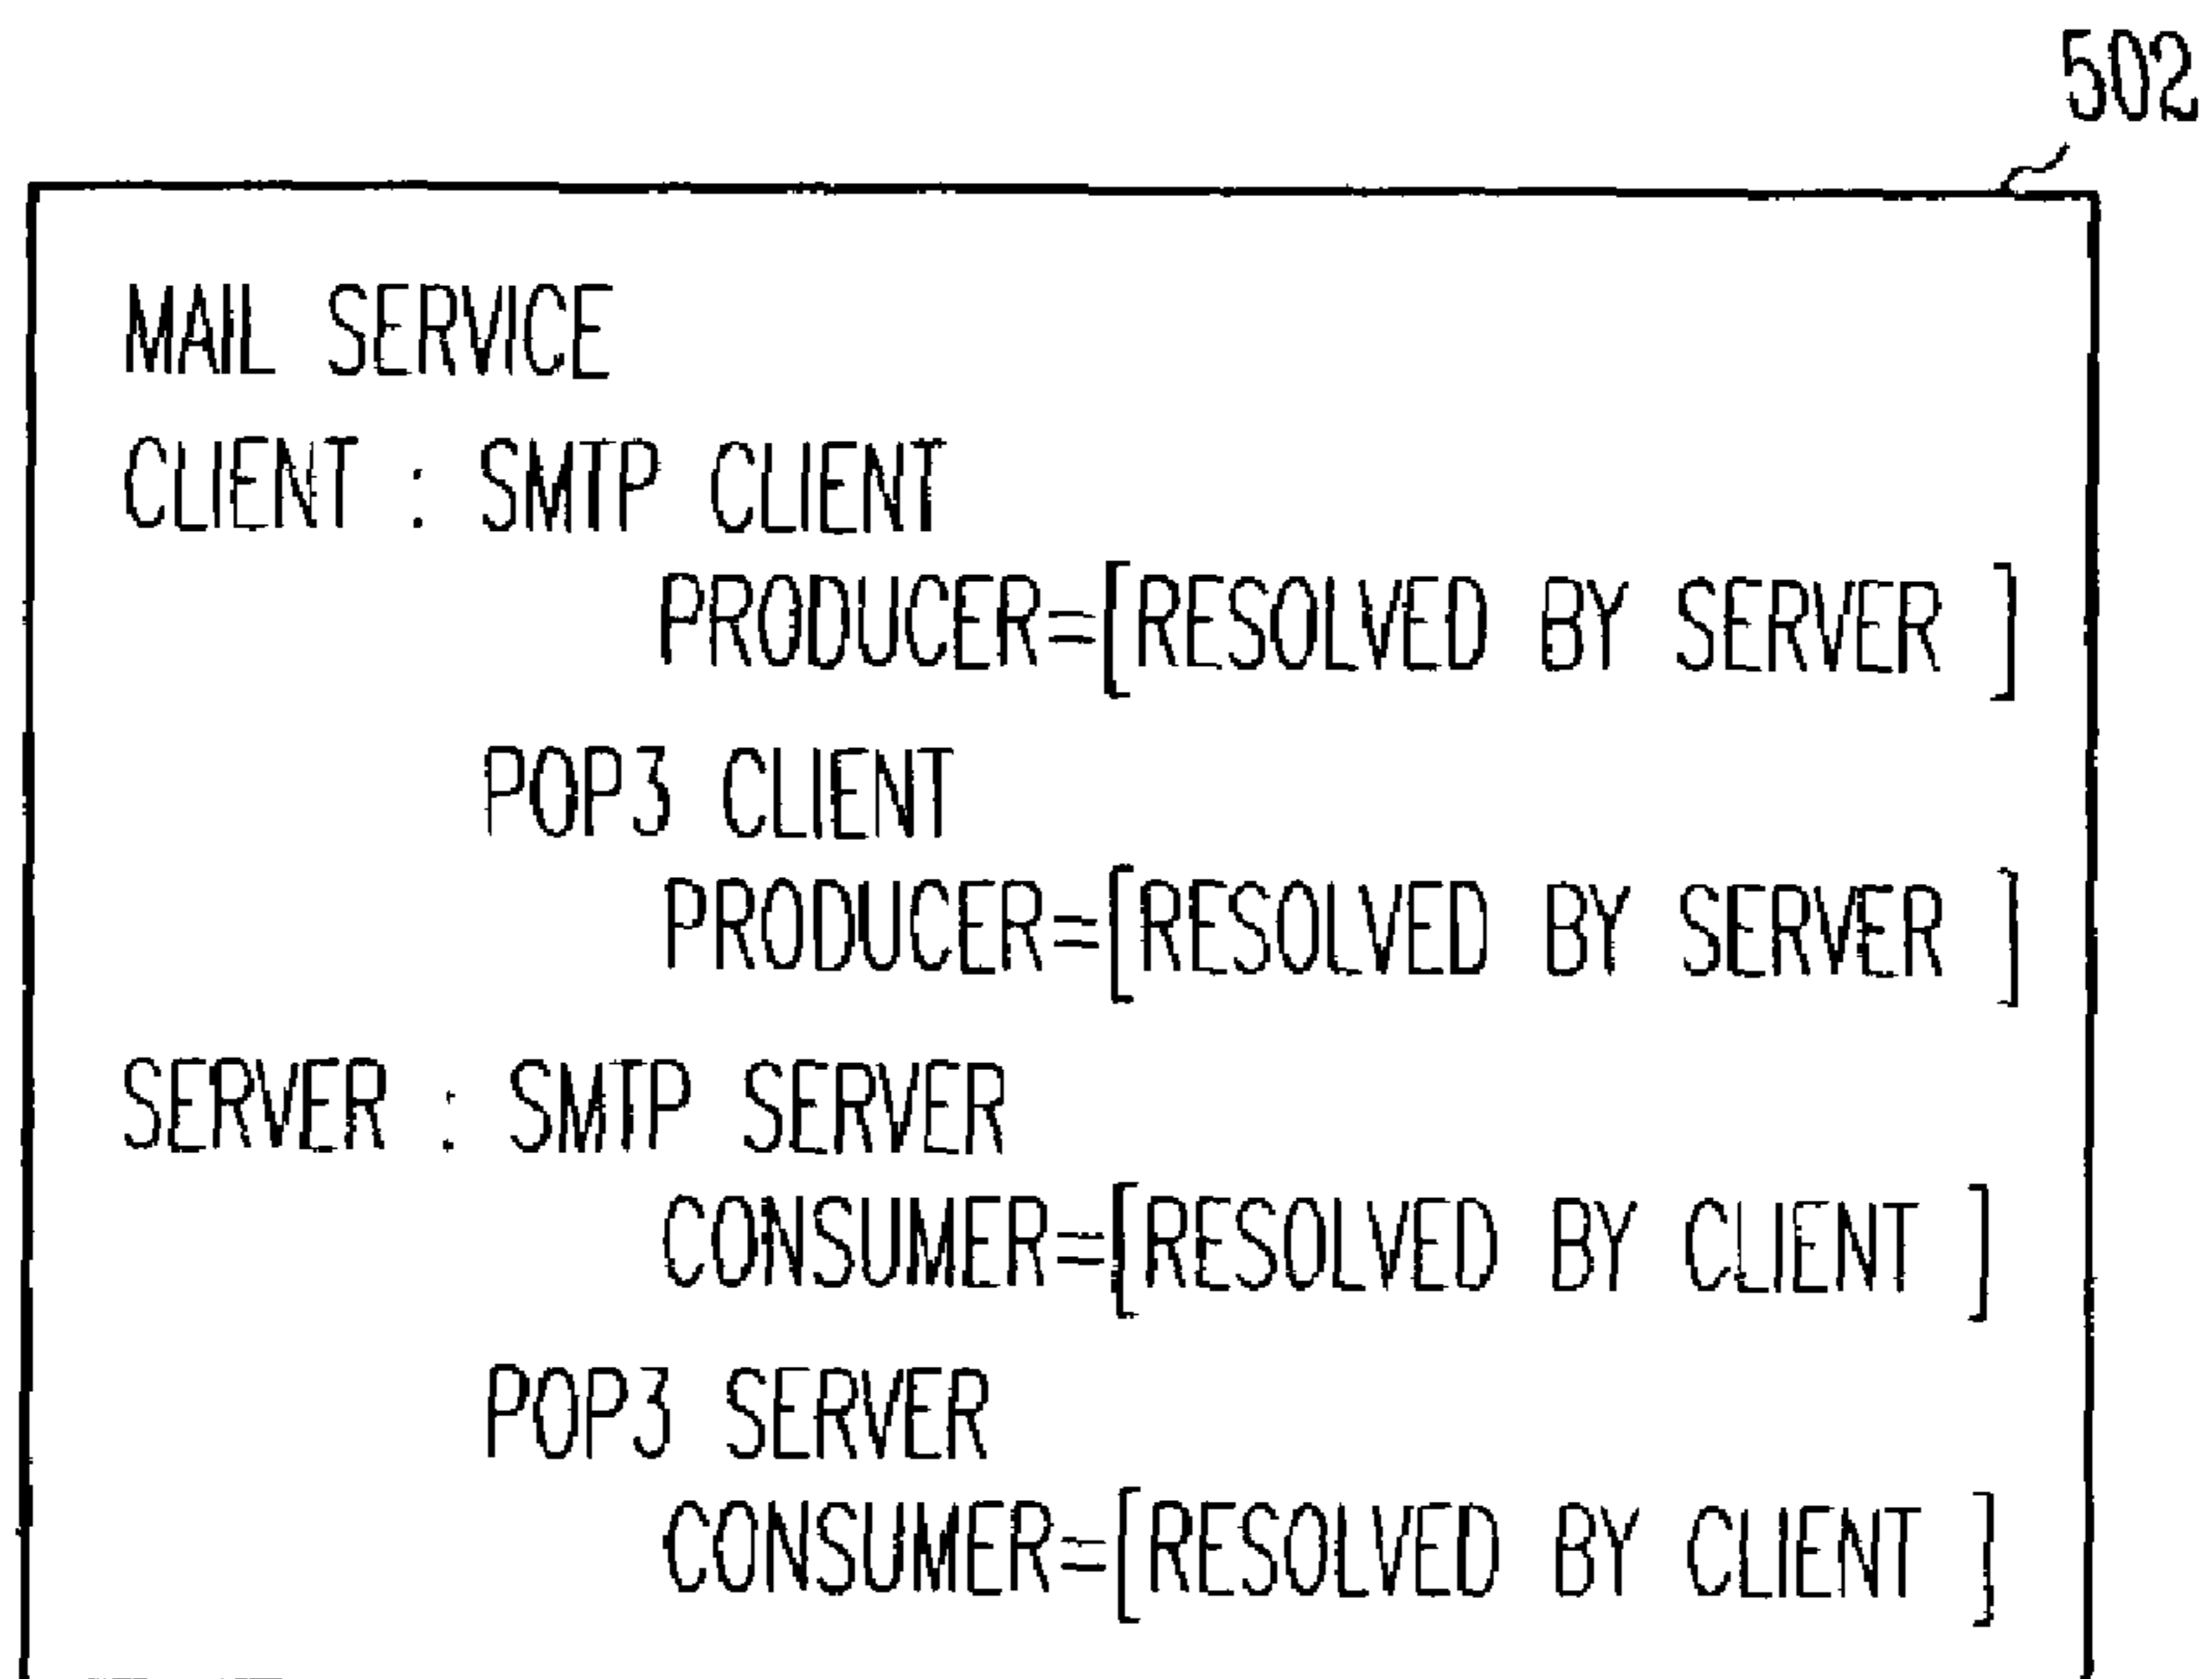 502
MAIL SERVICE
CLIENT : SMTP CLIENT
PRODUCER=[RESOLVED BY SERVER ]
POP3 CLIENT
PRODUCER=[RESOLVED BY SERVER ]
SERVER : SMTP SERVER
CONSUMER=[RESOLVED BY CLIENT ]
POP3 SERVER
CONSUMER=[RESOLVED BY CLIENT ]